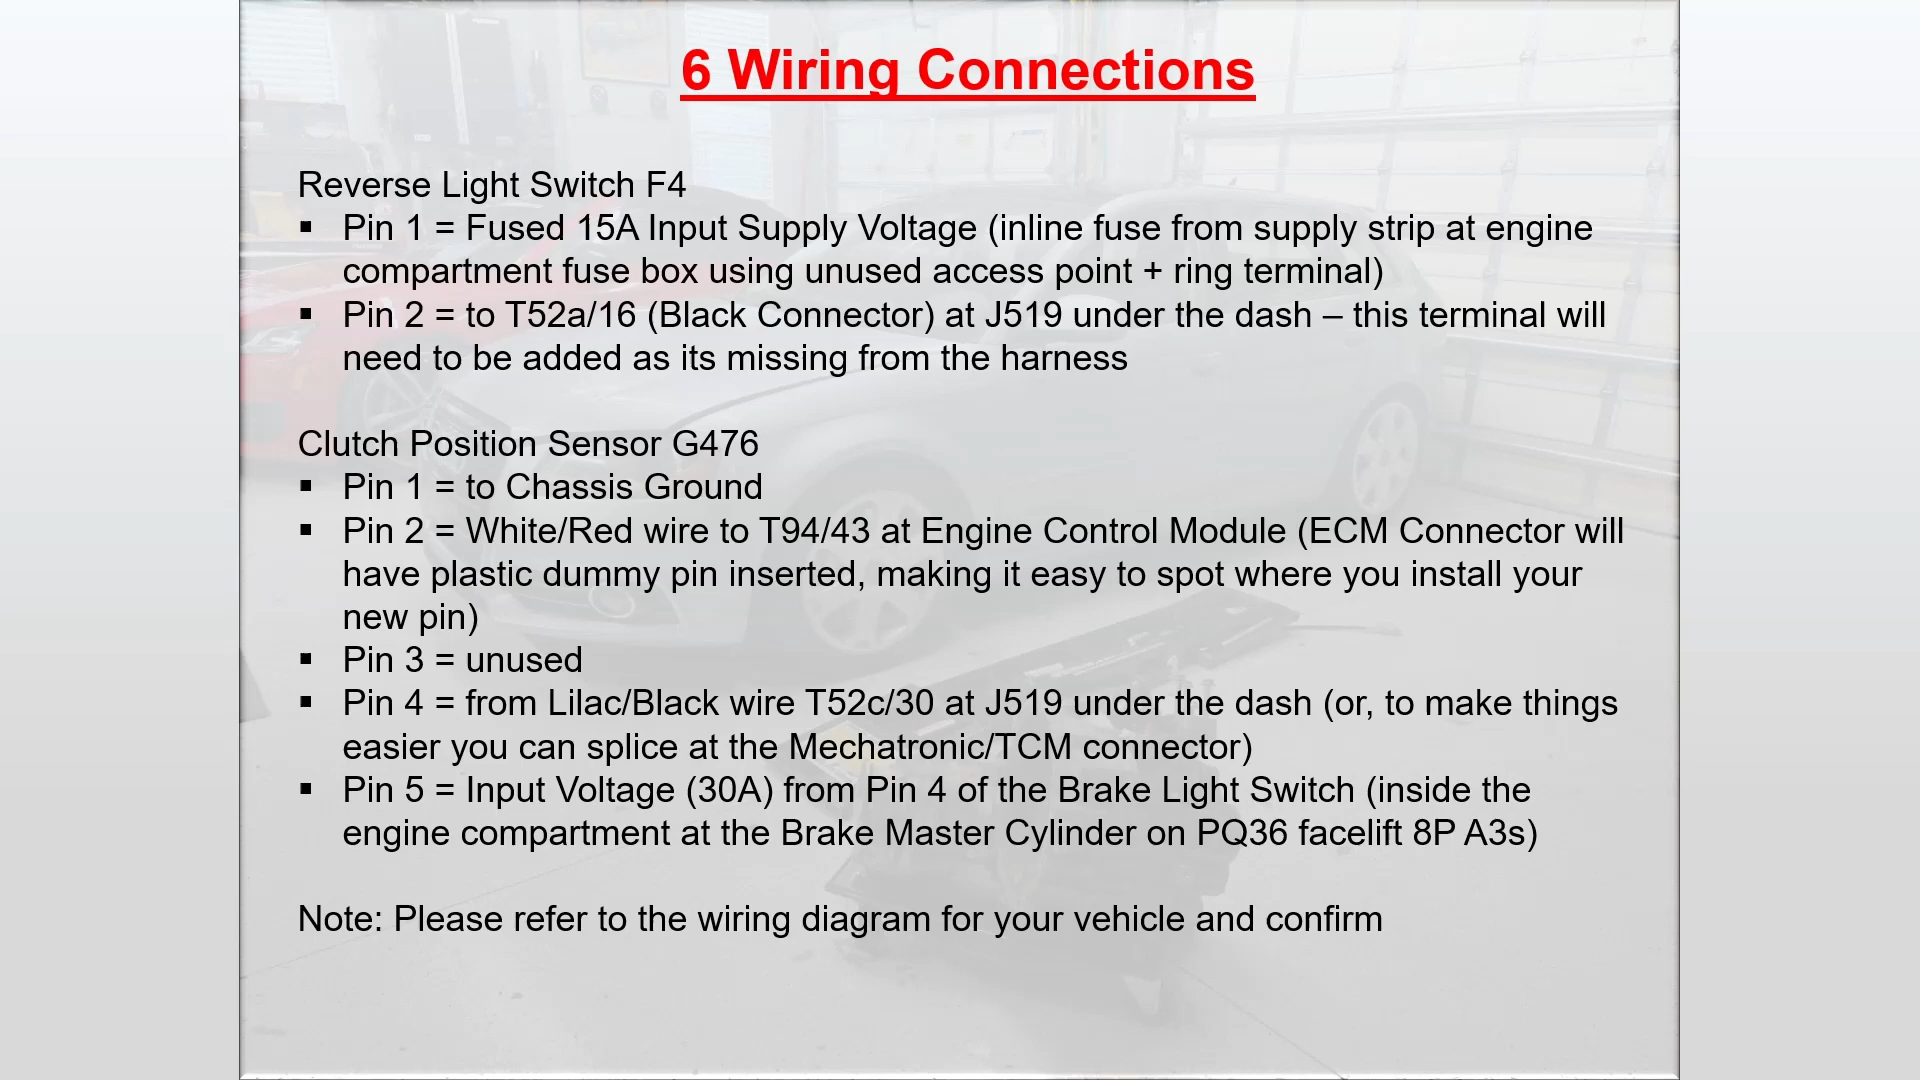 6 Wiring Connections
Reverse Light Switch F4
▪ Pin 1 = Fused 15A Input Supply Voltage (inline fuse from supply strip at engine
compartment fuse box using unused access point + ring terminal)
▪ Pin 2 = to T52a/16 (Black Connector) at J519 under the dash – this terminal will
need to be added as its missing from the harness
Clutch Position Sensor G476
▪ Pin 1 = to Chassis Ground
▪ Pin 2 = White/Red wire to T94/43 at Engine Control Module (ECM Connector will
have plastic dummy pin inserted, making it easy to spot where you install your
new pin)
▪ Pin 3 = unused
▪ Pin 4 = from Lilac/Black wire T52c/30 at J519 under the dash (or, to make things
easier you can splice at the Mechatronic/TCM connector)
▪ Pin 5 = Input Voltage (30A) from Pin 4 of the Brake Light Switch (inside the
engine compartment at the Brake Master Cylinder on PQ36 facelift 8P A3s)
Note: Please refer to the wiring diagram for your vehicle and confirm